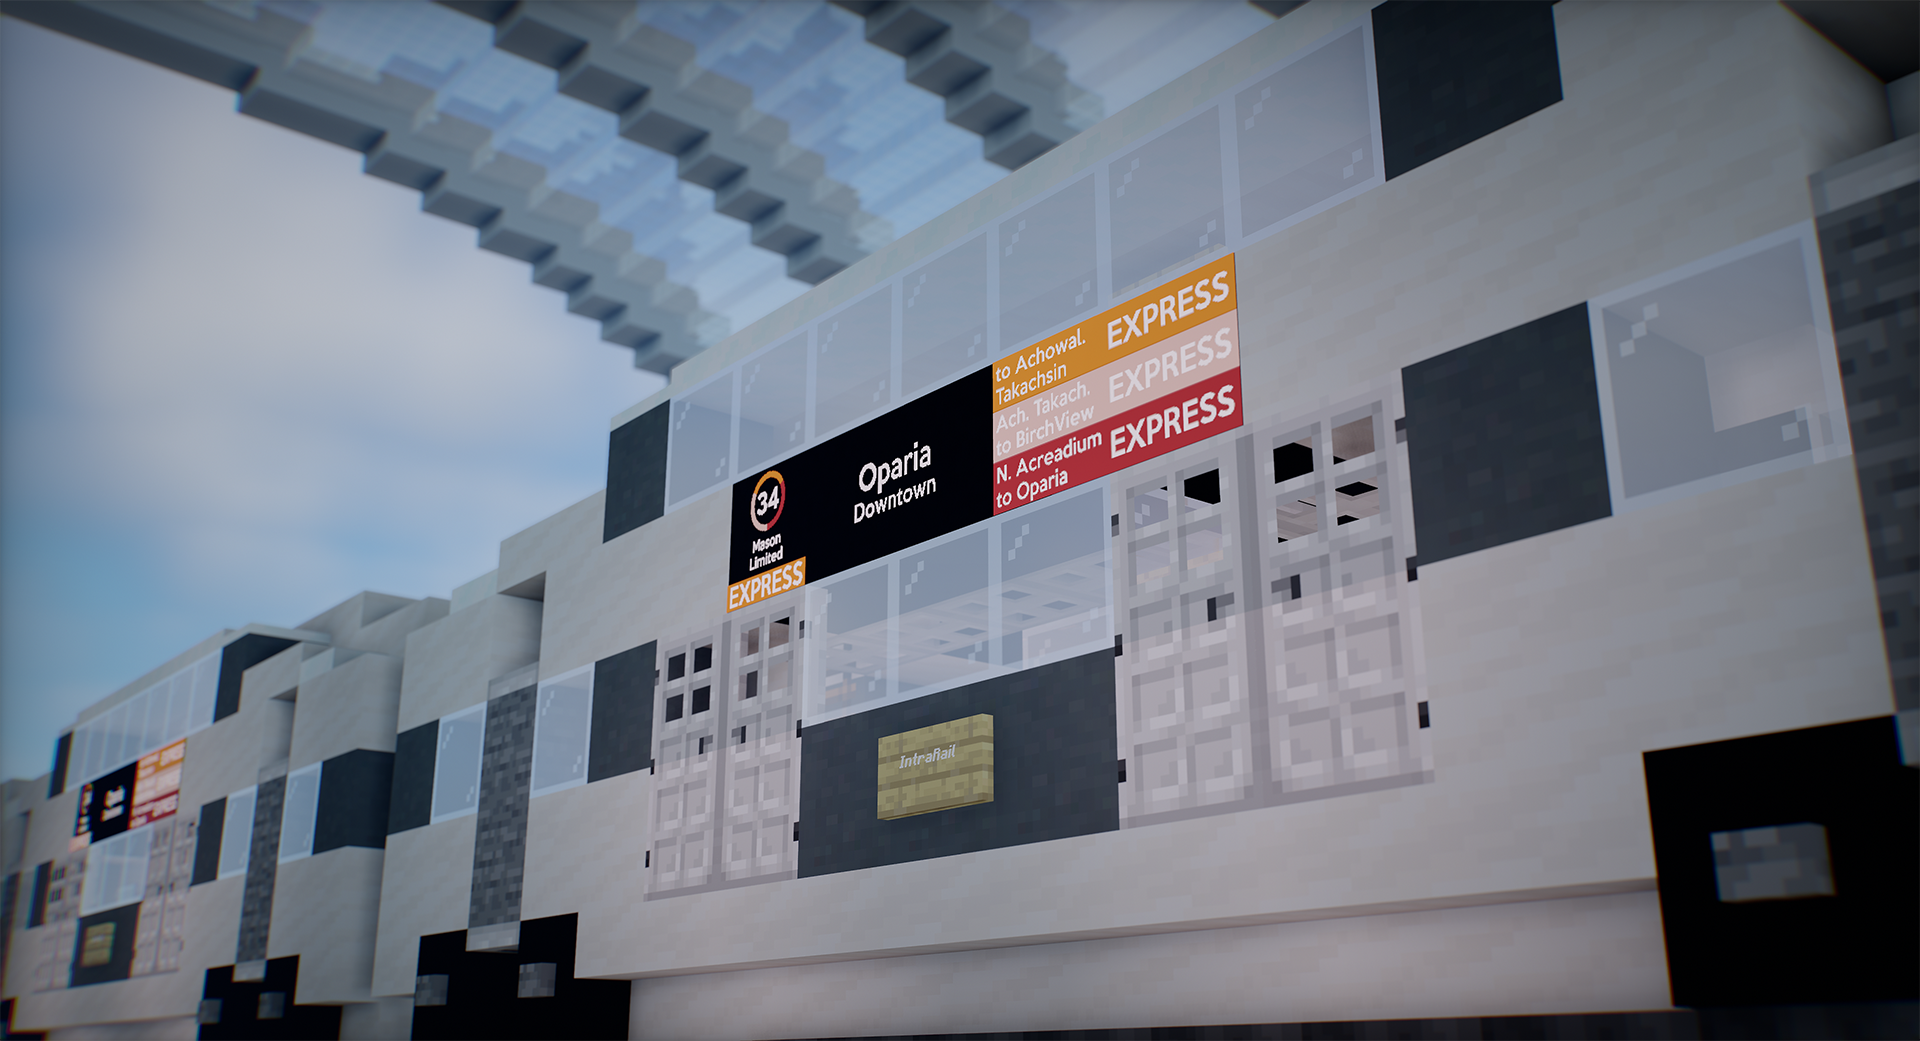 34
Mason
Limited
EXPRESS
Oparia
Downtown
to Achowal.
Takachsin
EXPRESS
Ach. Takach.
to BirchView
EXPRESS
N. Acreadium
to Oparia
EXPRESS
IntraRail